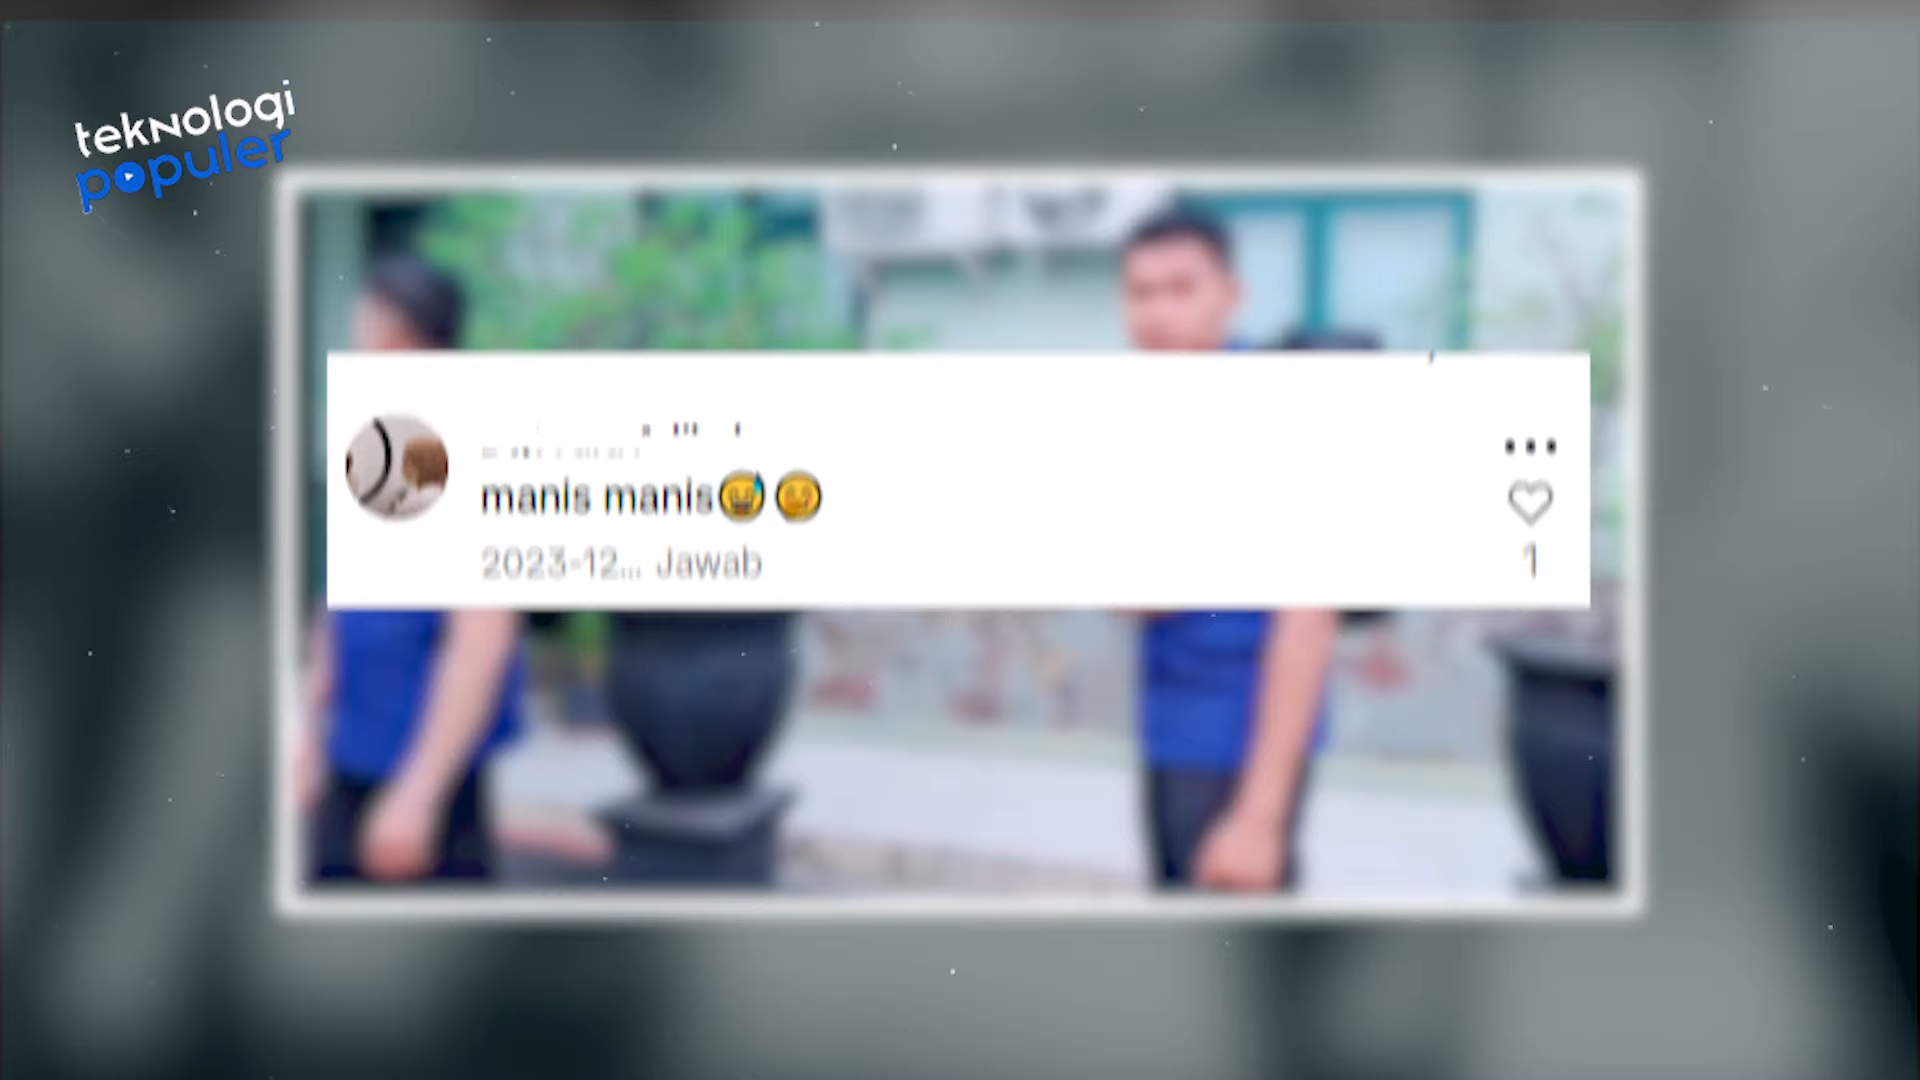 teknologi
populer
manis manis😅😊
2023-12... Jawab
1